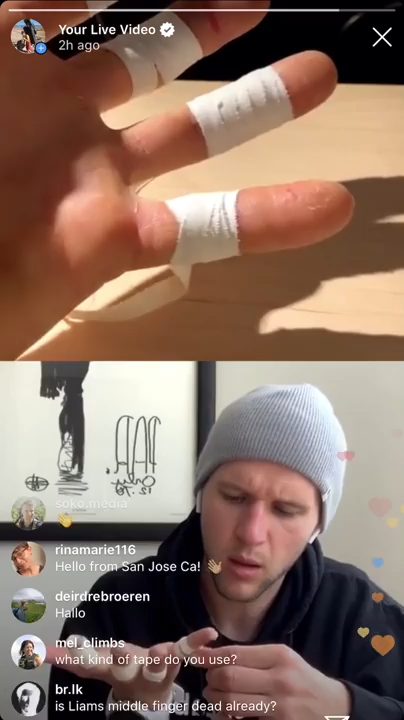 Your Live Video
2h ago
soko.media
👋
rinamarie116
Hello from San Jose Ca! 👋🏼
deirdrebroeren
Hallo
mel_climbs
what kind of tape do you use?
br.lk
is Liams middle finger dead already?